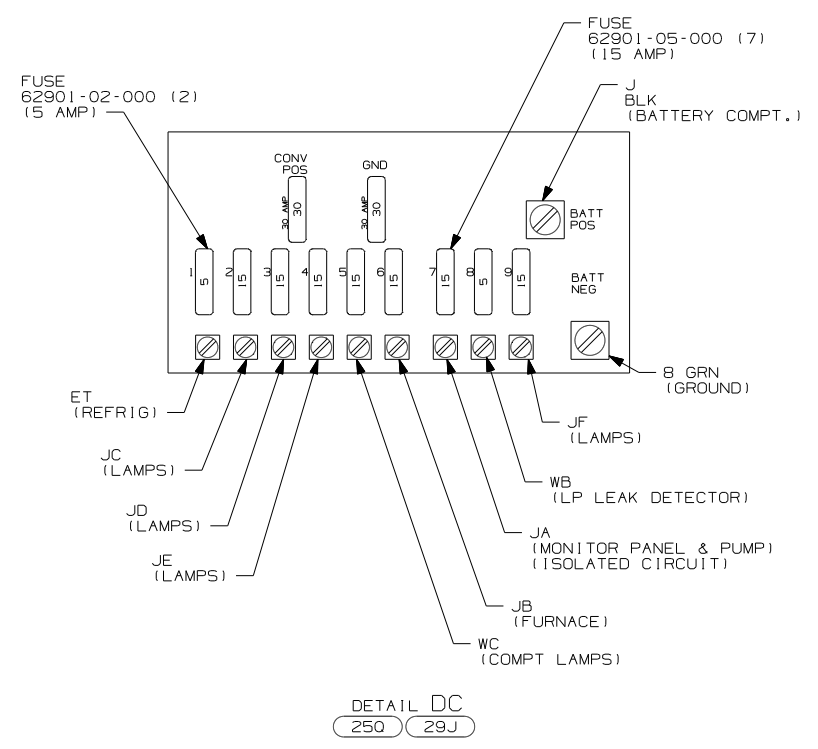 FUSE
62901-05-000 (7)
(15 AMP)
FUSE
62901-02-000 (2)
(5 AMP)
J
BLK
(BATTERY COMPT.)
CONV
POS
GND
30 AMP
30
30 AMP
30
BATT
POS
1
5
2
15
3
15
4
15
5
15
6
15
7
15
8
5
9
15
BATT
NEG
8 GRN
(GROUND)
ET
(REFRIG)
JF
(LAMPS)
JC
(LAMPS)
WB
(LP LEAK DETECTOR)
JD
(LAMPS)
JA
(MONITOR PANEL & PUMP)
(ISOLATED CIRCUIT)
JE
(LAMPS)
JB
(FURNACE)
WC
(COMPT LAMPS)
DETAIL DC
25Q 29J